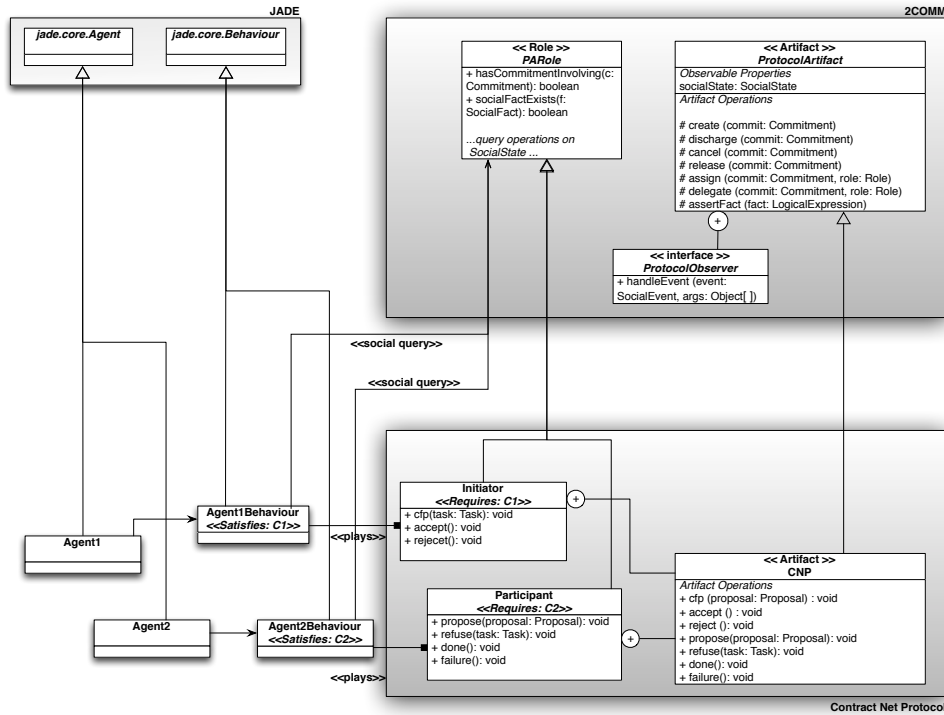 JADE
jade.core.Agent
jade.core.Behaviour
2COMM
<< Role >>
PARole
+ hasCommitmentInvolving(c:
Commitment): boolean
+ socialFactExists(f:
SocialFact): boolean
...query operations on
SocialState ...
<< Artifact >>
ProtocolArtifact
Observable Properties
socialState: SocialState
Artifact Operations
# create (commit: Commitment)
# discharge (commit: Commitment)
# cancel (commit: Commitment)
# release (commit: Commitment)
# assign (commit: Commitment, role: Role)
# delegate (commit: Commitment, role: Role)
# assertFact (fact: LogicalExpression)
+
<< interface >>
ProtocolObserver
+ handleEvent (event:
SocialEvent, args: Object[ ])
<<social query>>
<<social query>>
Initiator
<<Requires: C1>>
+ cfp(task: Task): void
+ accept(): void
+ rejecet(): void
+
Agent1Behaviour
<<Satisfies: C1>>
<<plays>>
Agent1
<< Artifact >>
CNP
Artifact Operations
+ cfp (proposal: Proposal) : void
+ accept () : void
+ reject (): void
+ propose(proposal: Proposal): void
+ refuse(task: Task): void
+ done(): void
+ failure(): void
Participant
<<Requires: C2>>
+ propose(proposal: Proposal): void
+ refuse(task: Task): void
+ done(): void
+ failure(): void
+
Agent2
Agent2Behaviour
<<Satisfies: C2>>
<<plays>>
Contract Net Protocol